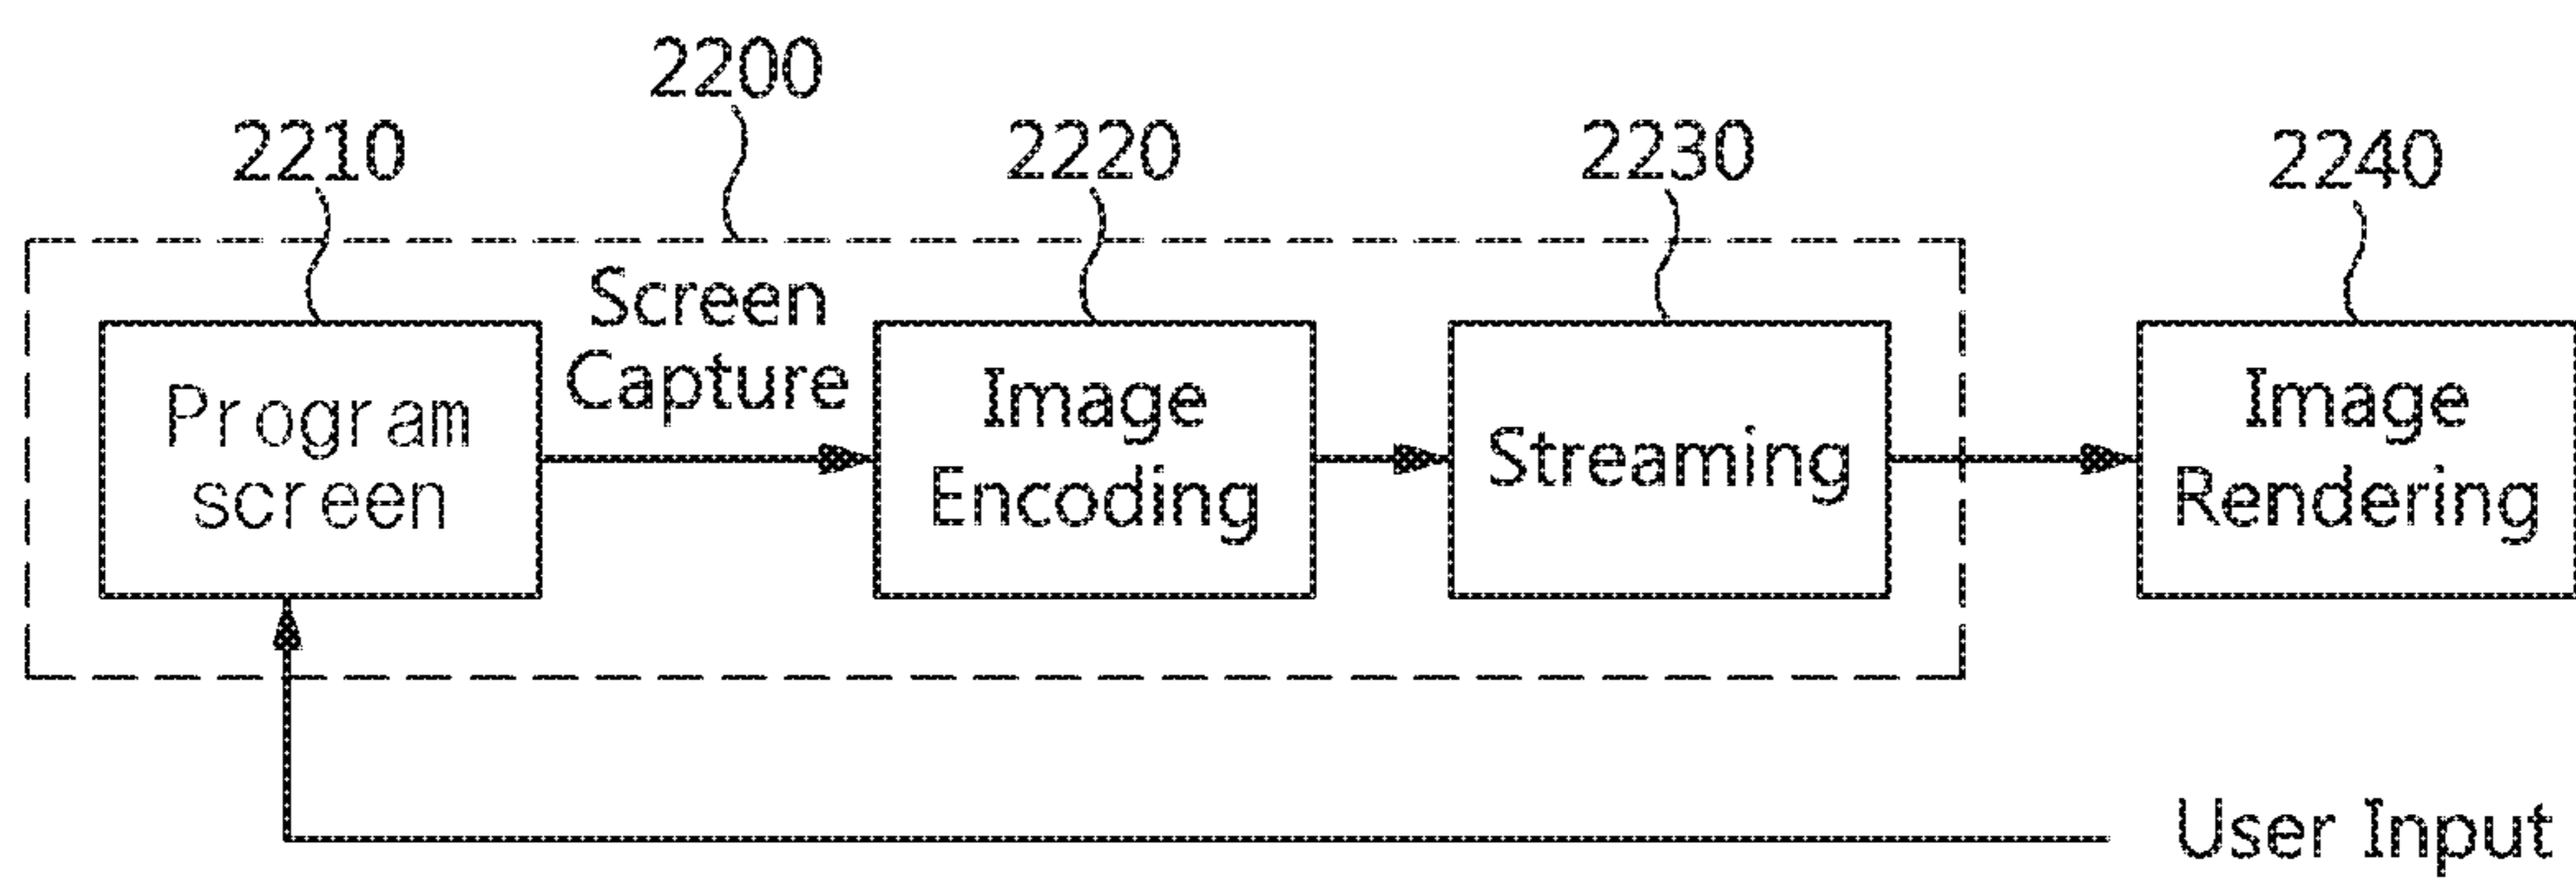 2200
2210
2220
2230
2240
Screen
Capture
Program
screen
Image
Encoding
Streaming
Image
Rendering
User Input